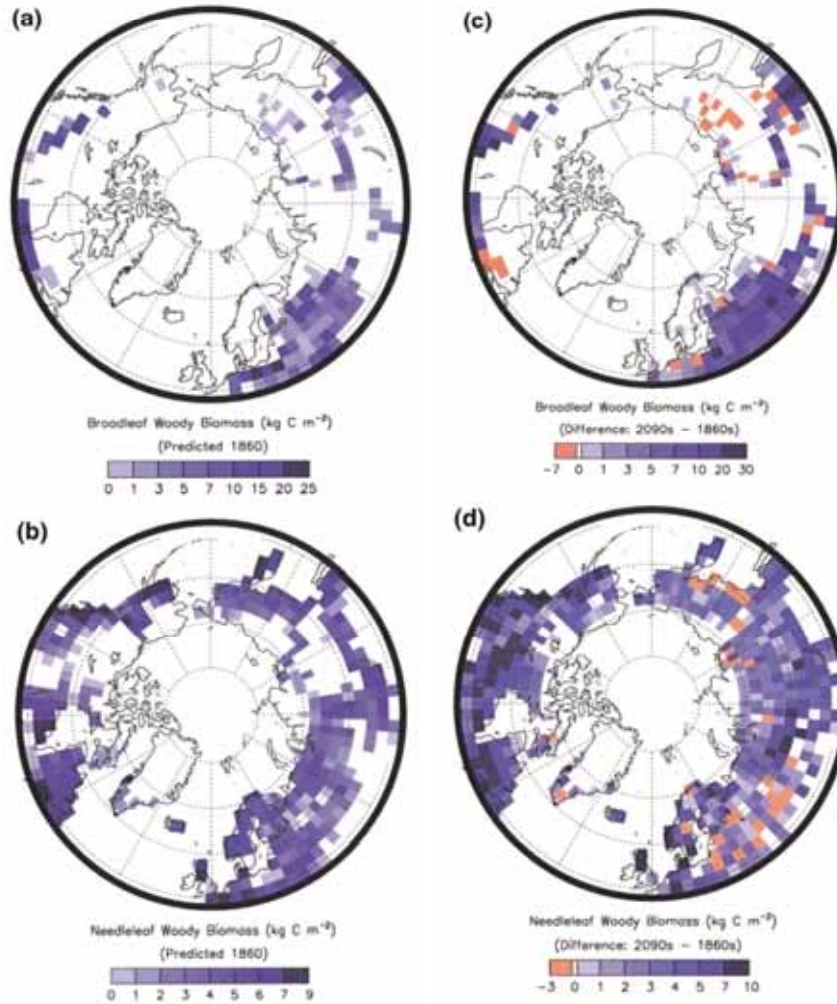 (a)
Broadleaf Woody Biomass (kg C m⁻²)
(Predicted 1860)
0 1 3 5 7 10 15 20 25
(c)
Broadleaf Woody Biomass (kg C m⁻²)
(Difference: 2090s – 1860s)
-7 0 1 3 5 7 10 20 30
(b)
Needleleaf Woody Biomass (kg C m⁻²)
(Predicted 1860)
0 1 2 3 4 5 6 7 9
(d)
Needleleaf Woody Biomass (kg C m⁻²)
(Difference: 2090s – 1860s)
-3 0 1 2 3 4 5 7 10